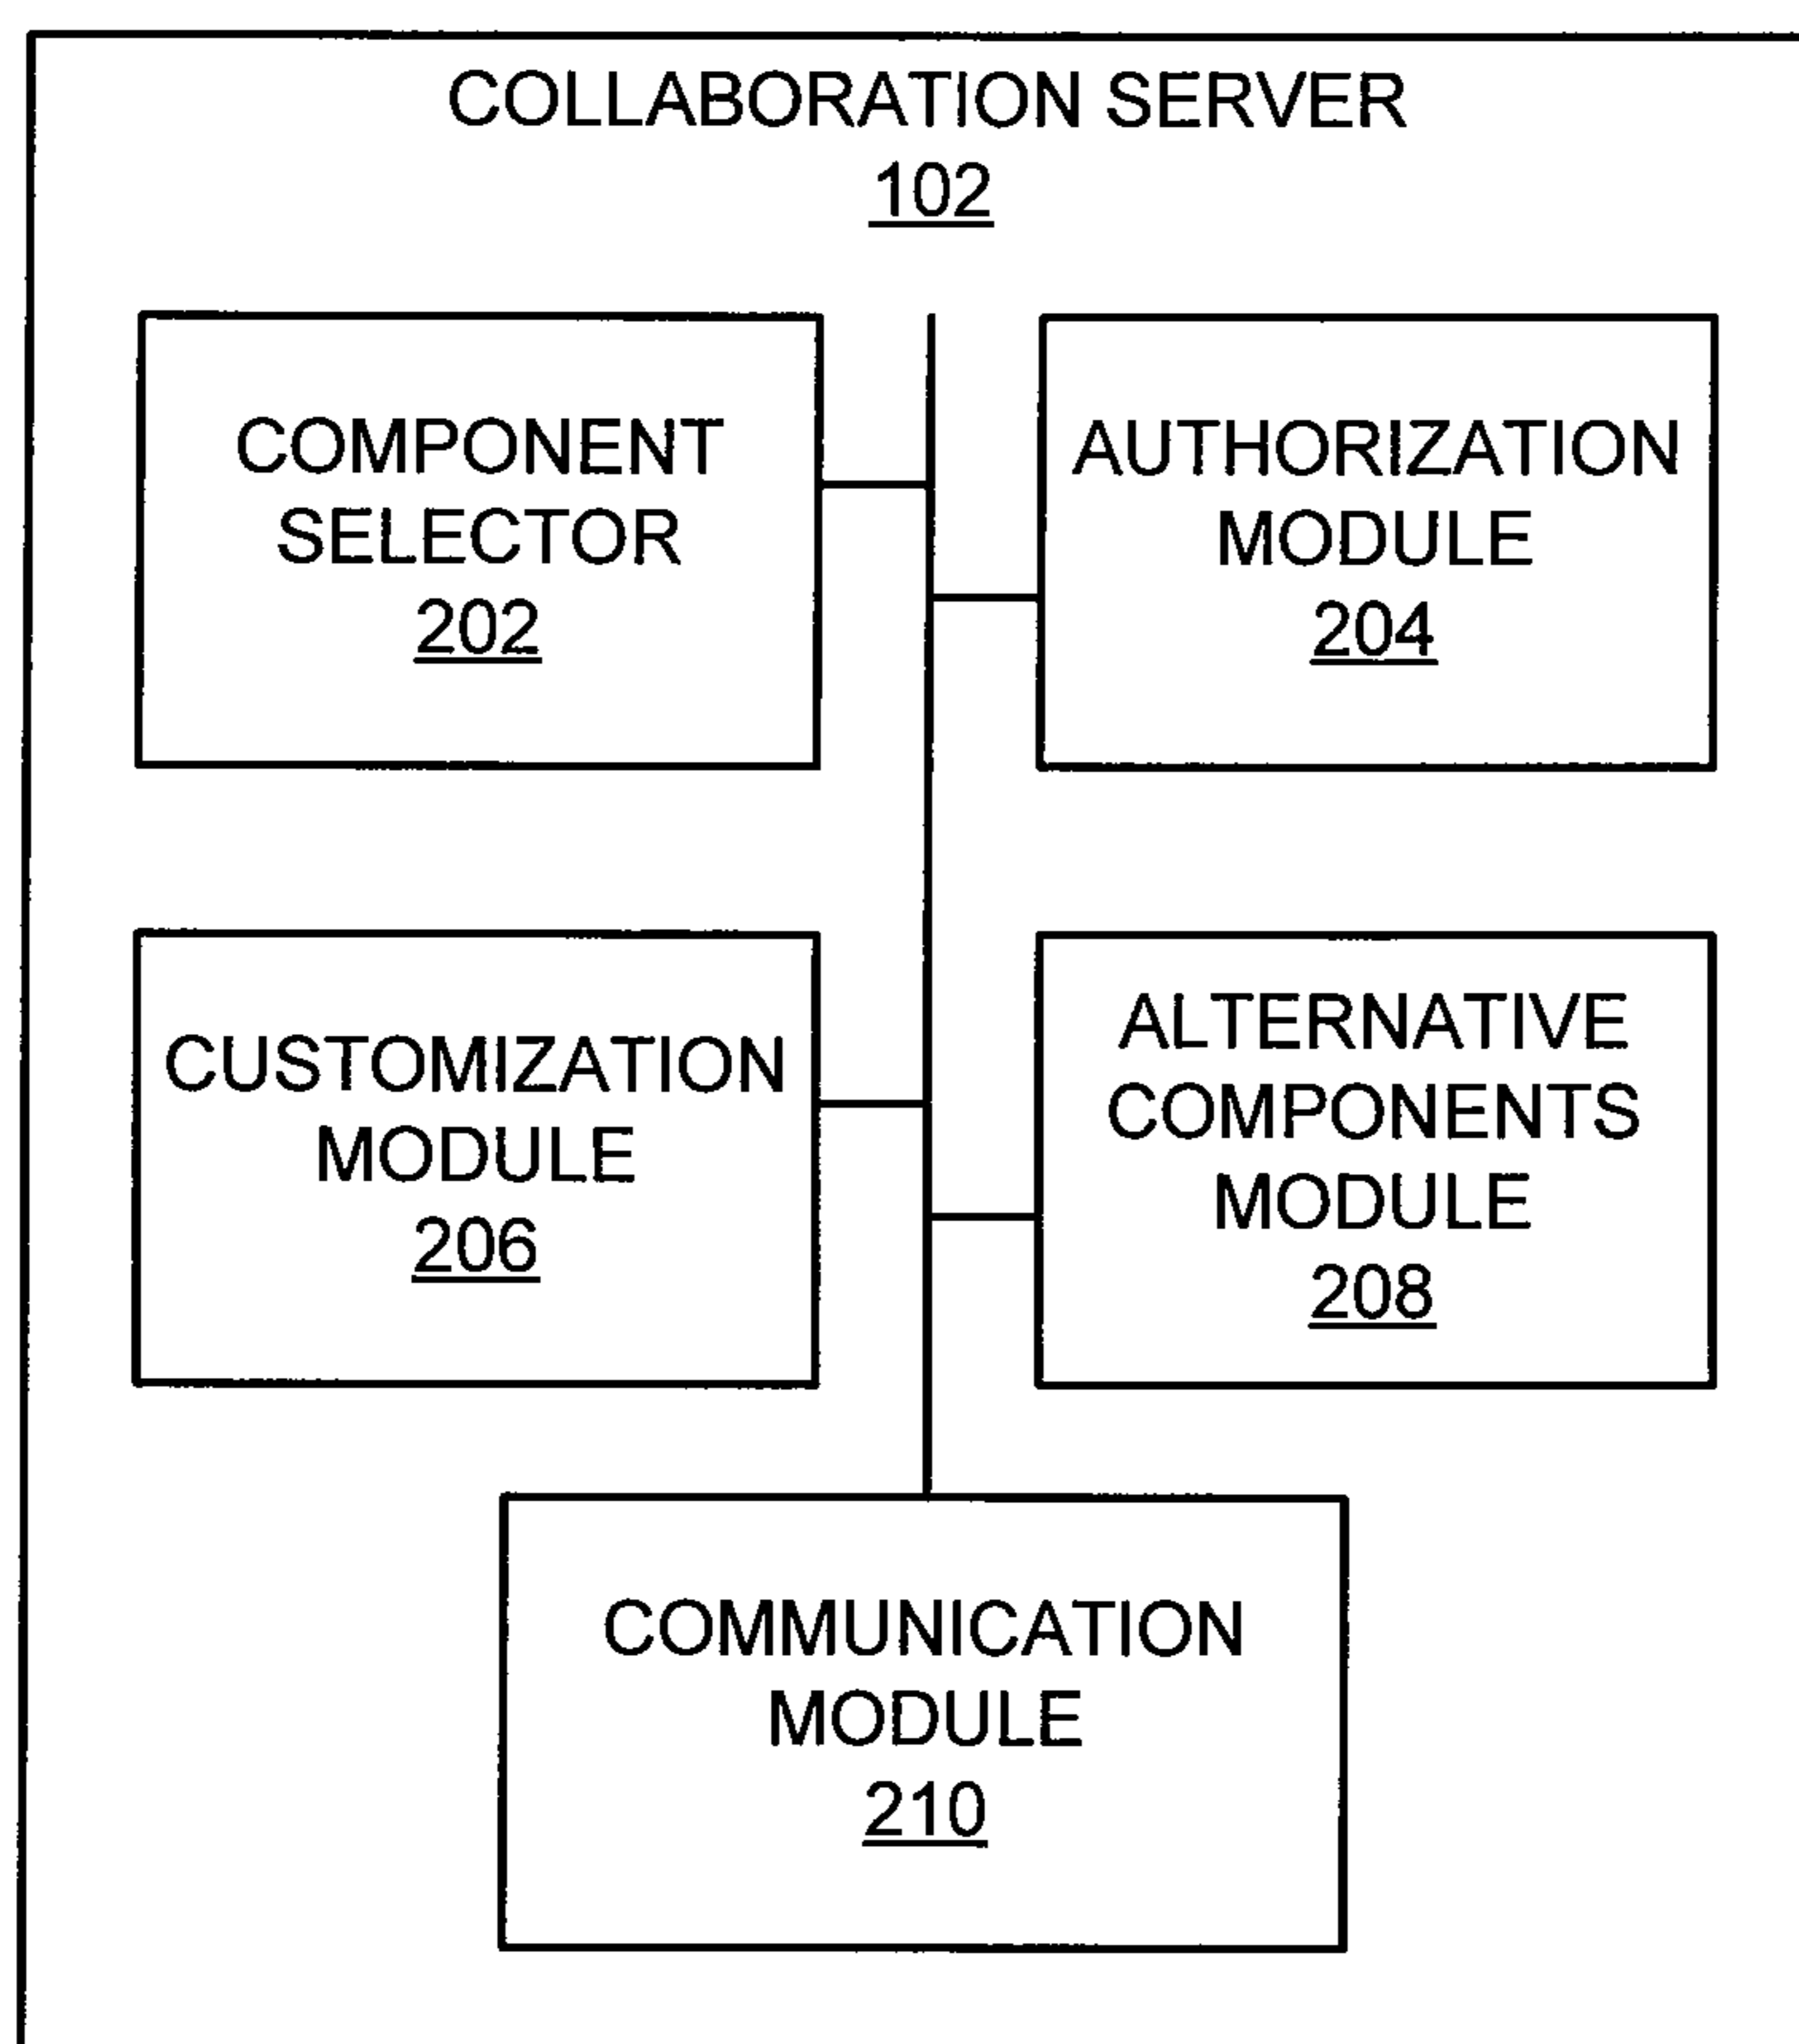 COLLABORATION SERVER
102
COMPONENT
SELECTOR
202
AUTHORIZATION
MODULE
204
CUSTOMIZATION
MODULE
206
ALTERNATIVE
COMPONENTS
MODULE
208
COMMUNICATION
MODULE
210